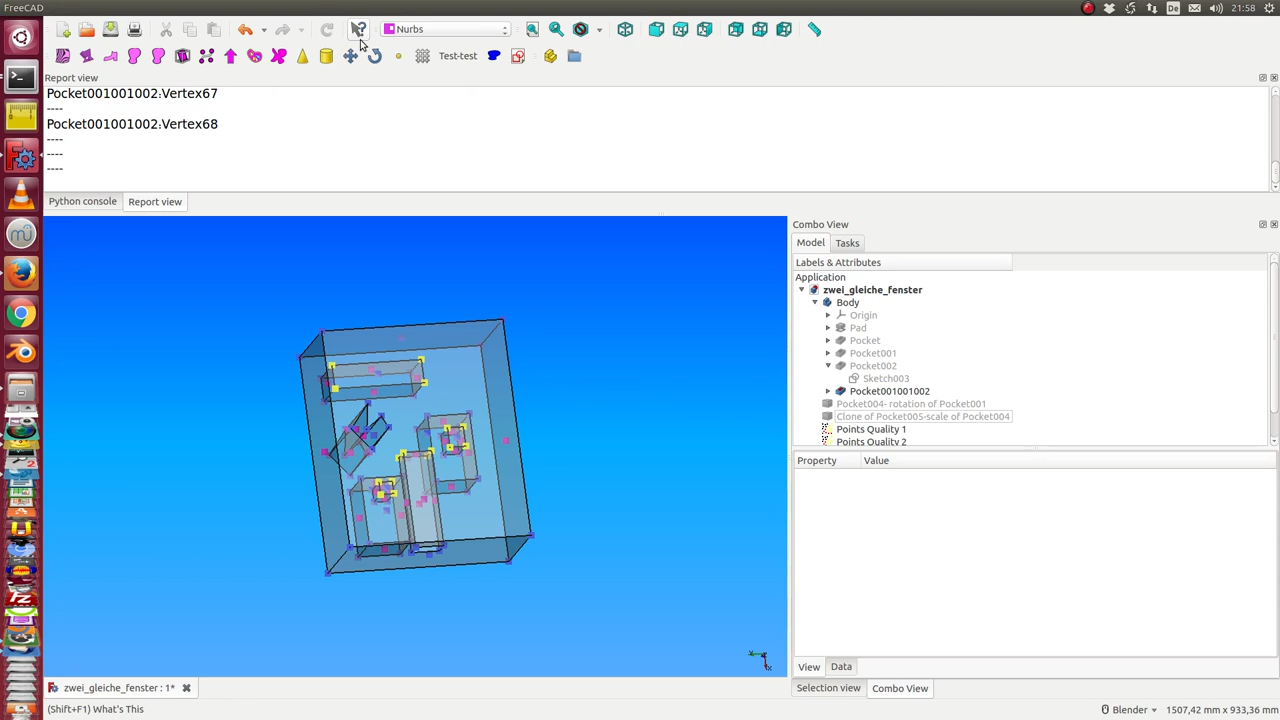 FreeCAD
De
21:58
Nurbs
Test-test
Report view
Pocket001001002:Vertex67
----
Pocket001001002:Vertex68
----
----
----
Python console
Report view
Combo View
Model
Tasks
Labels & Attributes
Application
zwei_gleiche_fenster
Body
Origin
Pad
Pocket
Pocket001
Pocket002
Sketch003
Pocket001001002
Pocket004- rotation of Pocket001
Clone of Pocket005-scale of Pocket004
Points Quality 1
Points Quality 2
Property
Value
View
Data
zwei_gleiche_fenster : 1*
Selection view
Combo View
(Shift+F1) What's This
Blender
1507,42 mm x 933,36 mm